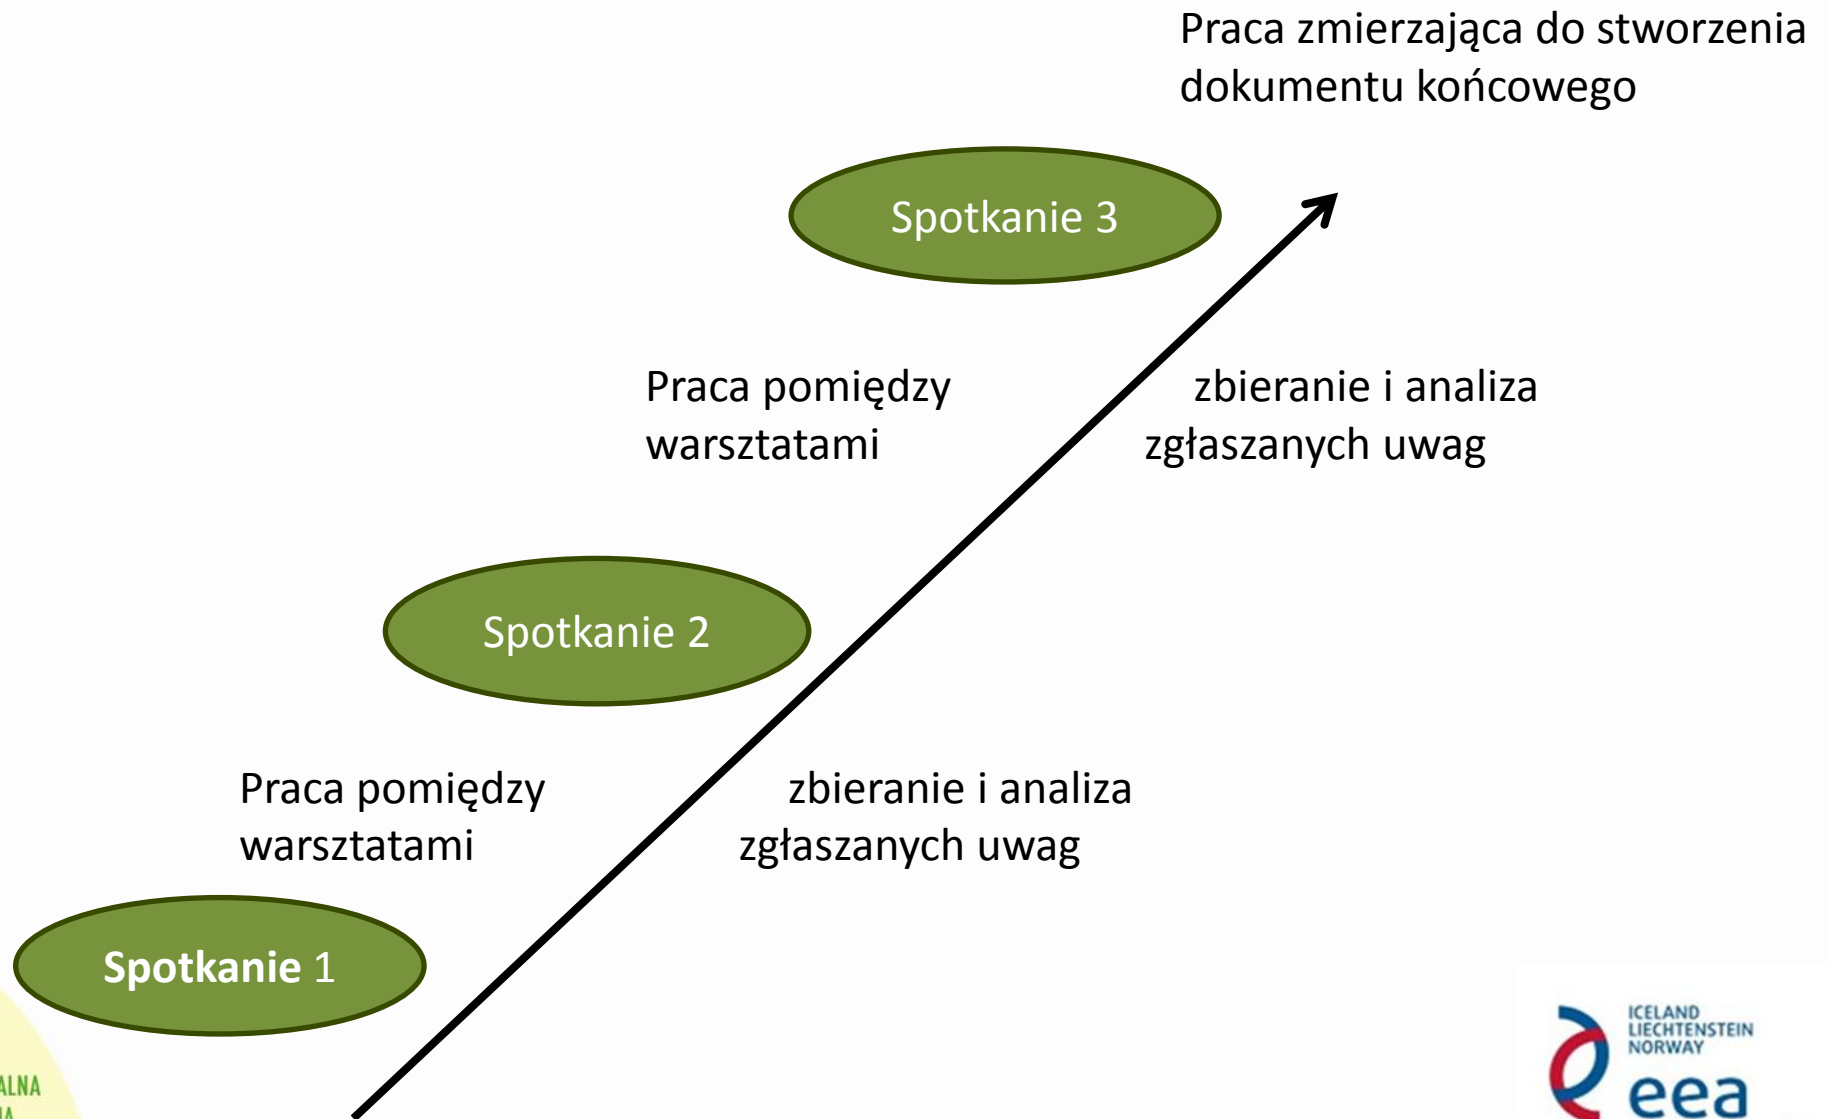 Praca zmierzająca do stworzenia
dokumentu końcowego
Spotkanie 3
Praca pomiędzy
warsztatami
zbieranie i analiza
zgłaszanych uwag
Spotkanie 2
Praca pomiędzy
warsztatami
zbieranie i analiza
zgłaszanych uwag
Spotkanie 1
ICELAND
LIECHTENSTEIN
NORWAY
eea